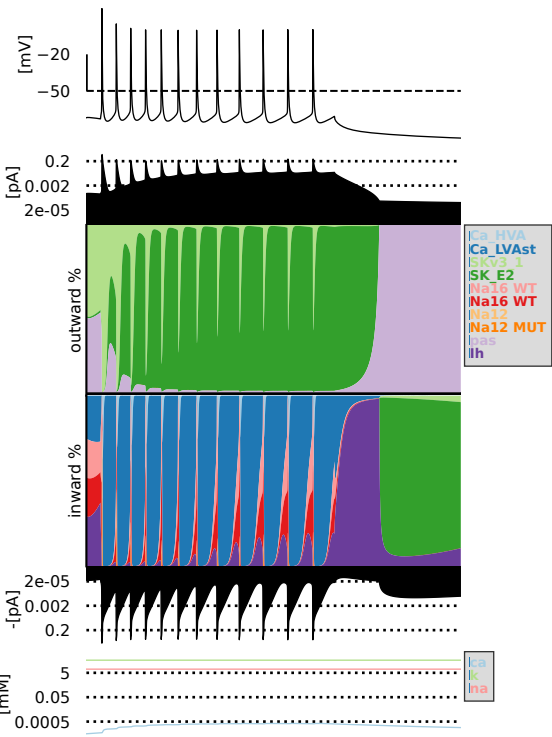 [mV]
−20
−50
[pA]
0.2
0.002
2e-05
outward %
Ca_HVA
Ca_LVAst
SKv3_1
SK_E2
Na16 WT
Na16 WT
Na12
Na12 MUT
pas
Ih
inward %
-[pA]
2e-05
0.002
0.2
[mM]
5
0.05
0.0005
ca
k
na